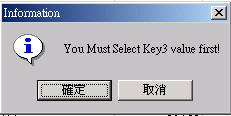 Information
You Must Select Key3 value first!
確定 取消